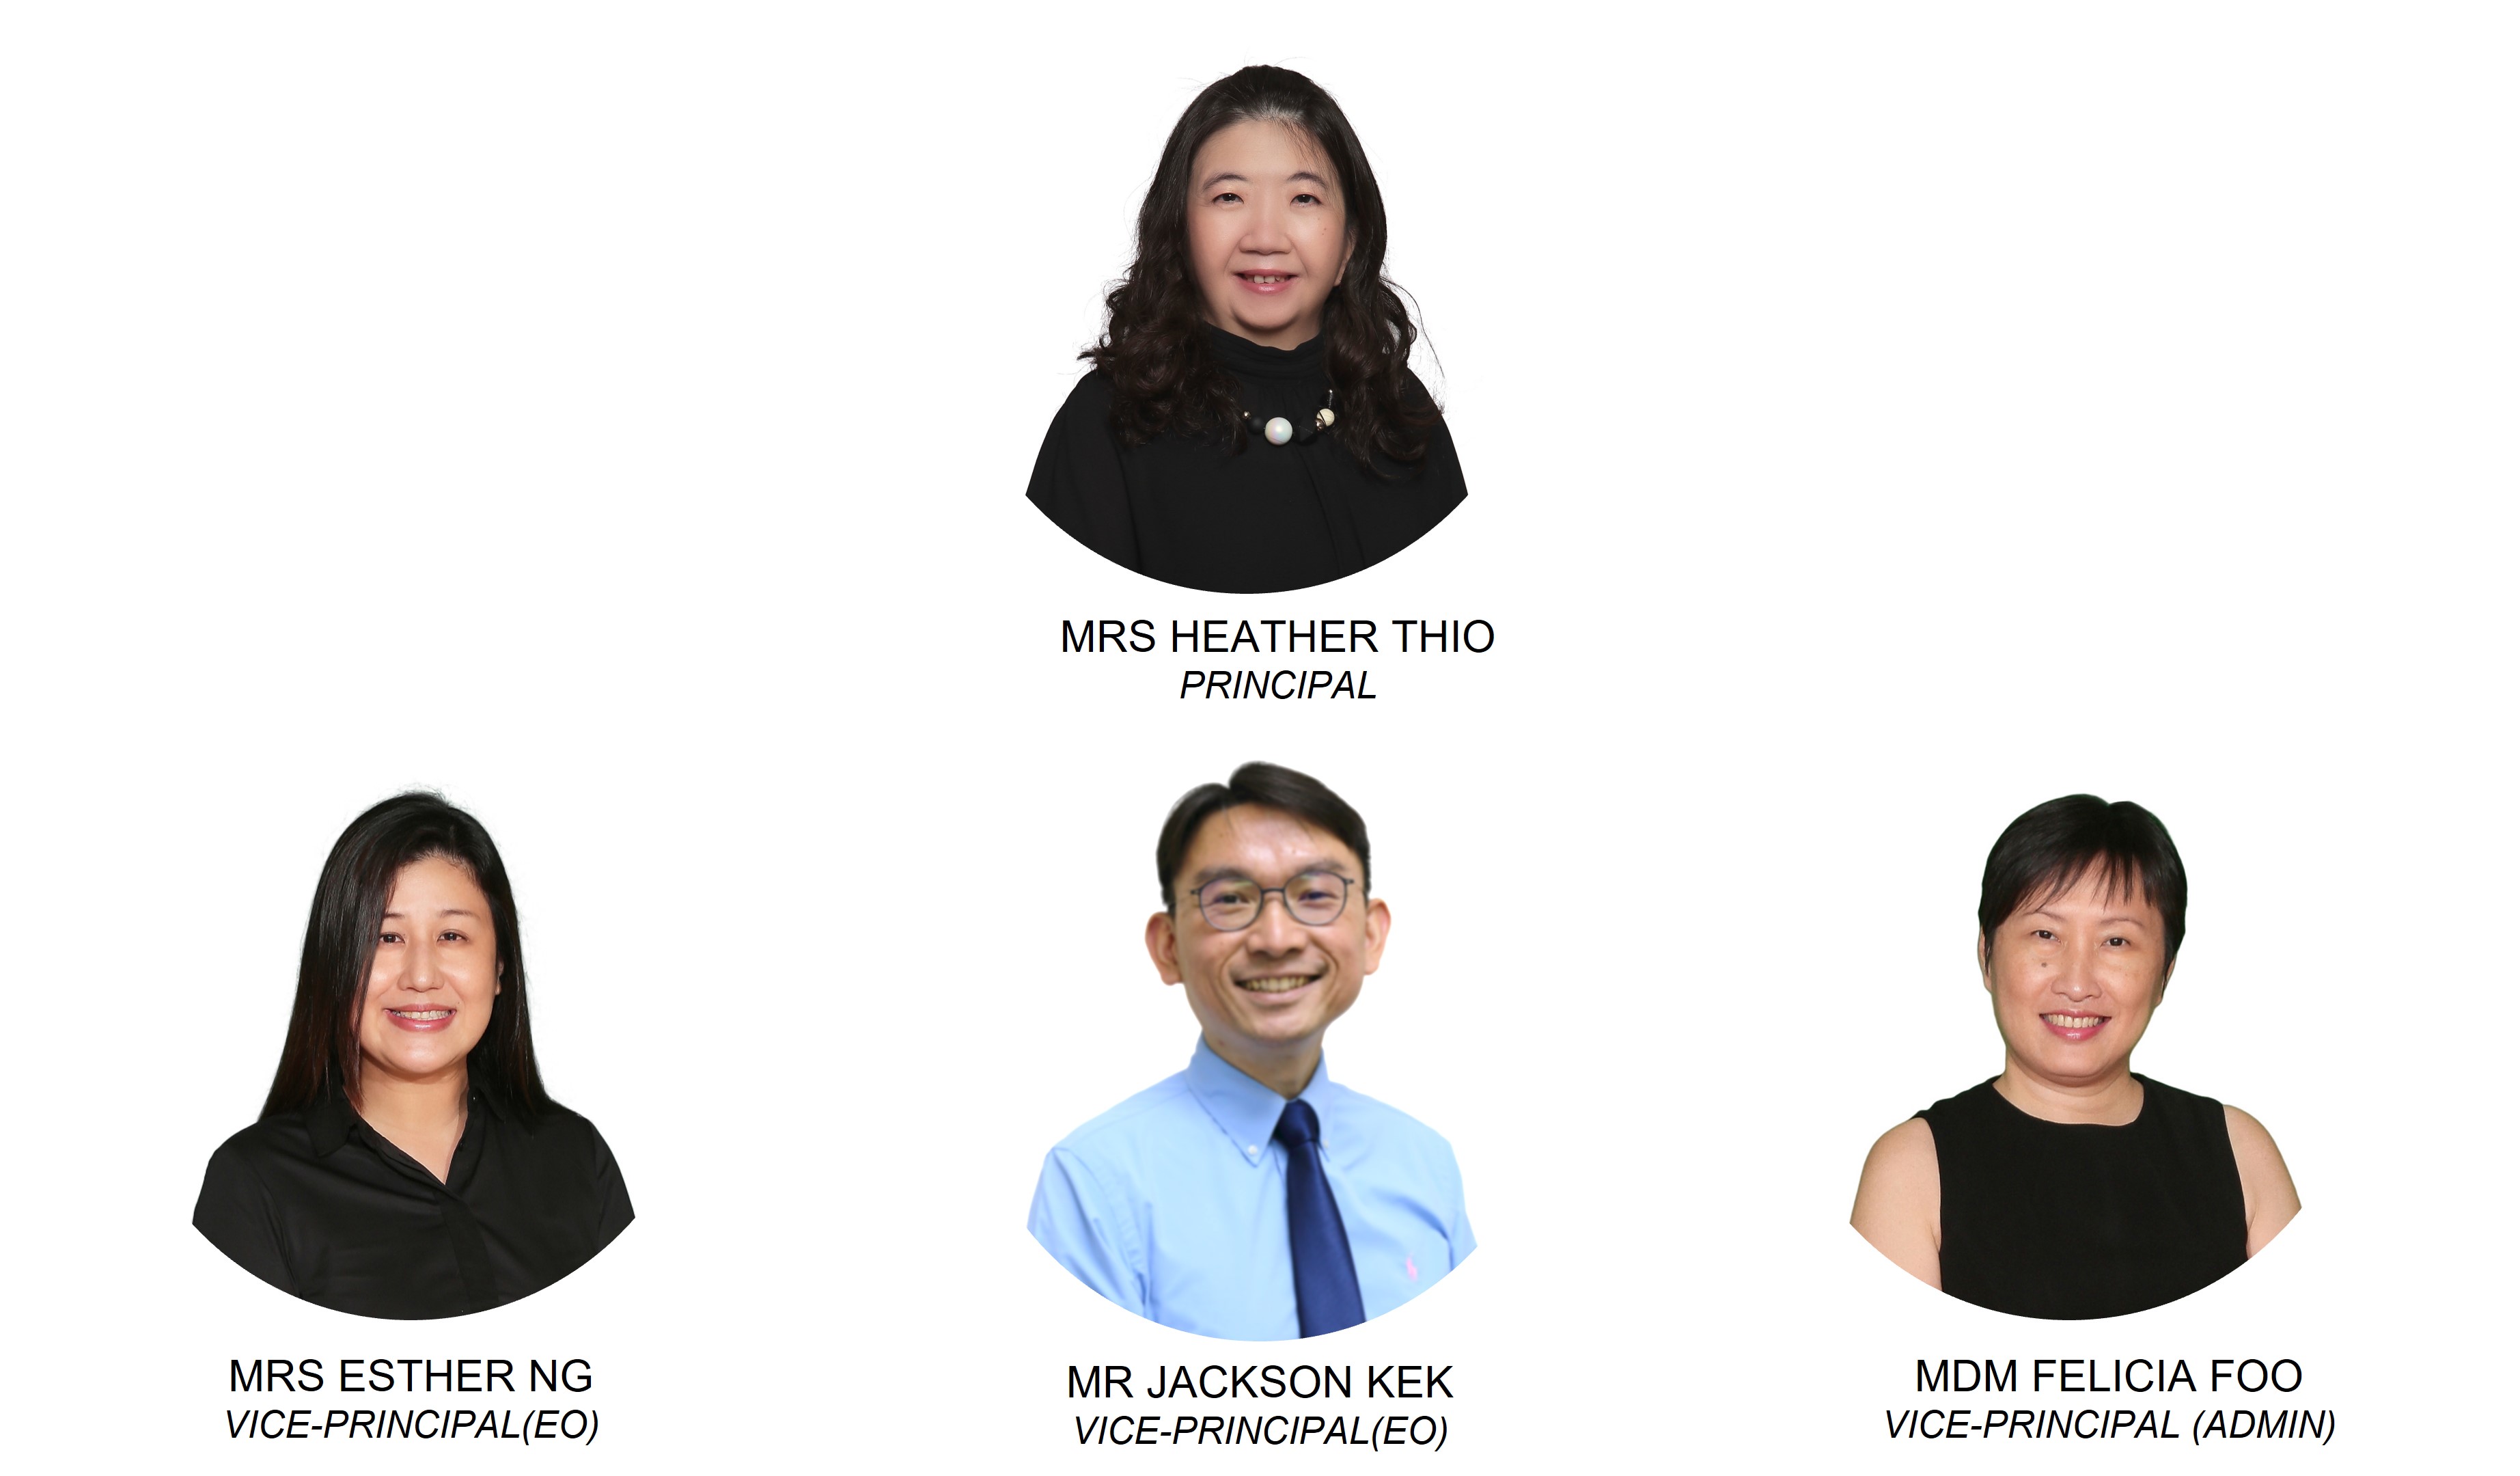 MRS HEATHER THIO
PRINCIPAL
MRS ESTHER NG
VICE-PRINCIPAL(EO)
MR JACKSON KEK
VICE-PRINCIPAL(EO)
MDM FELICIA FOO
VICE-PRINCIPAL (ADMIN)